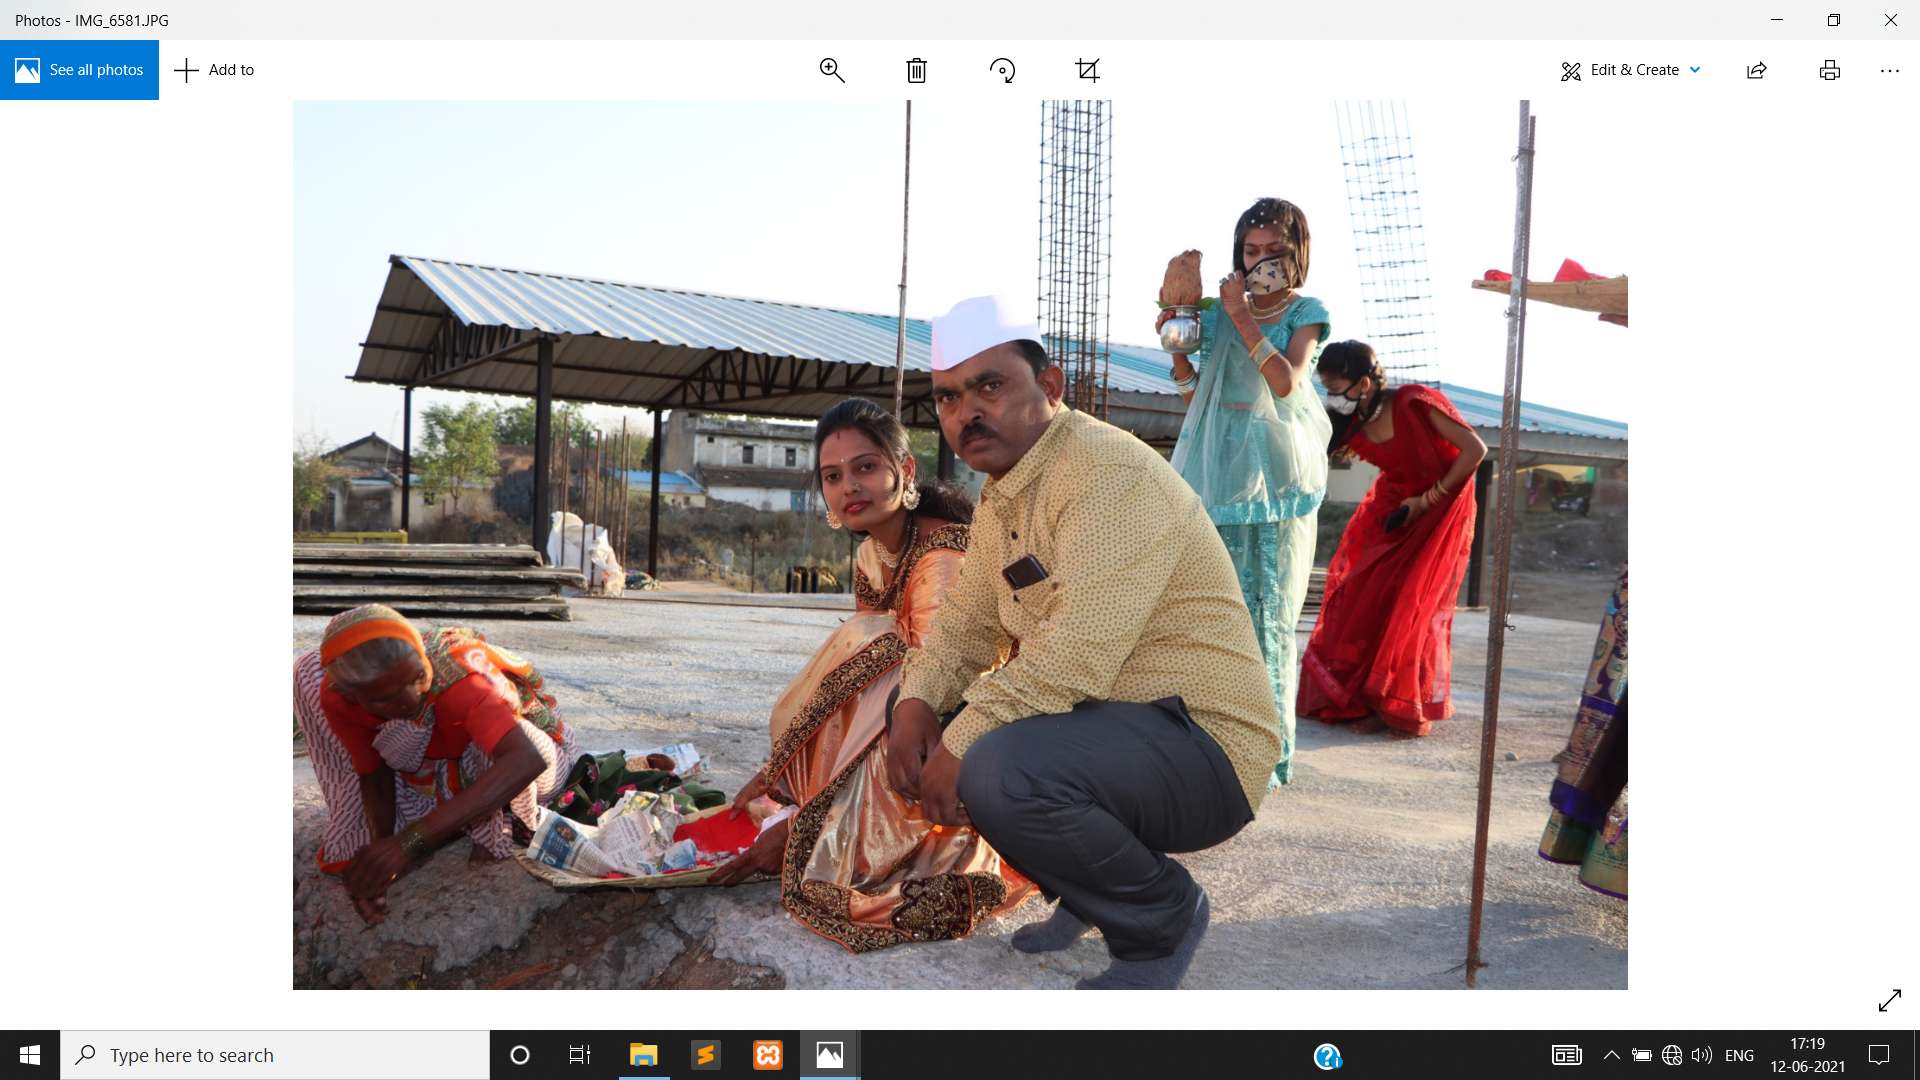 Photos - IMG_6581.JPG
See all photos
Add to
Edit & Create
Type here to search
ENG
17:19
12-06-2021